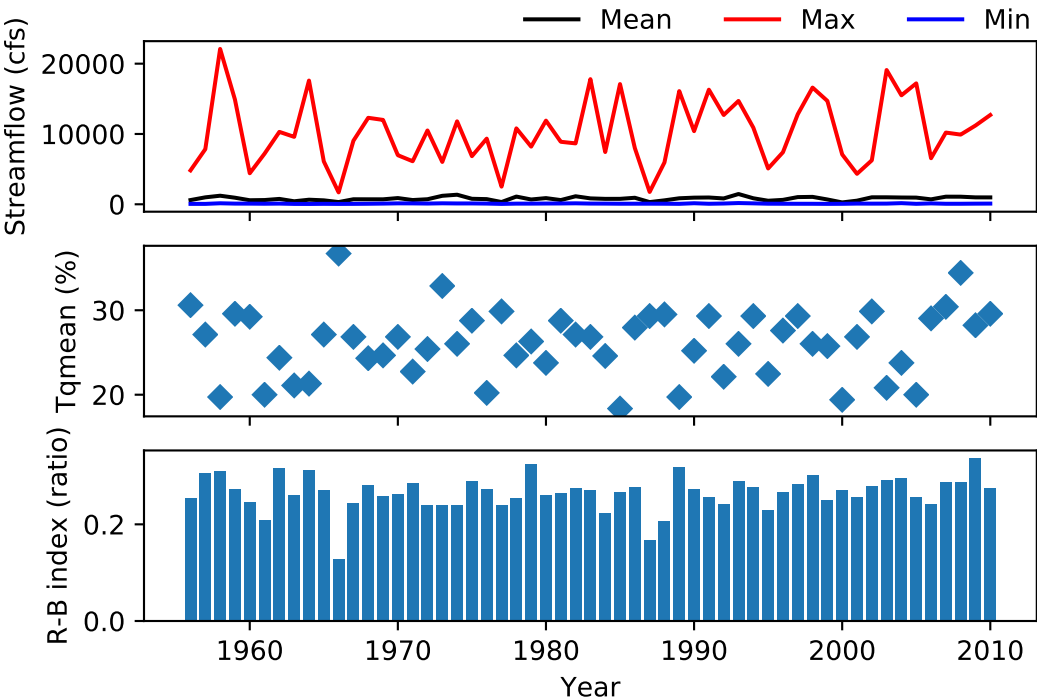 Mean Max Min
Streamflow (cfs)
20000
10000
0
Tqmean (%)
30
20
R-B index (ratio)
0.2
0.0
1960 1970 1980 1990 2000 2010
Year